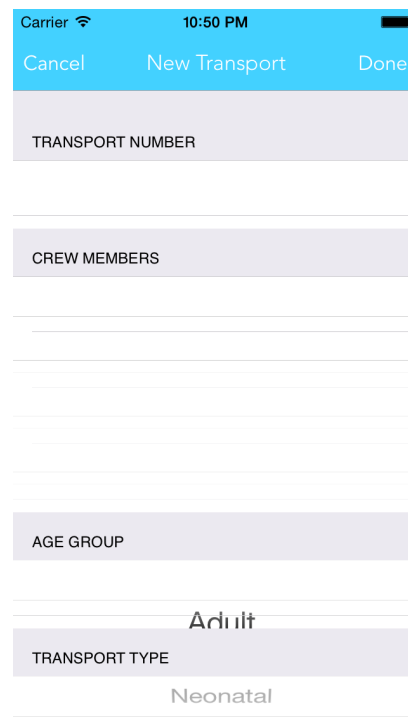 Carrier 10:50 PM
Cancel New Transport Done
TRANSPORT NUMBER
CREW MEMBERS
AGE GROUP
Adult
TRANSPORT TYPE
Neonatal